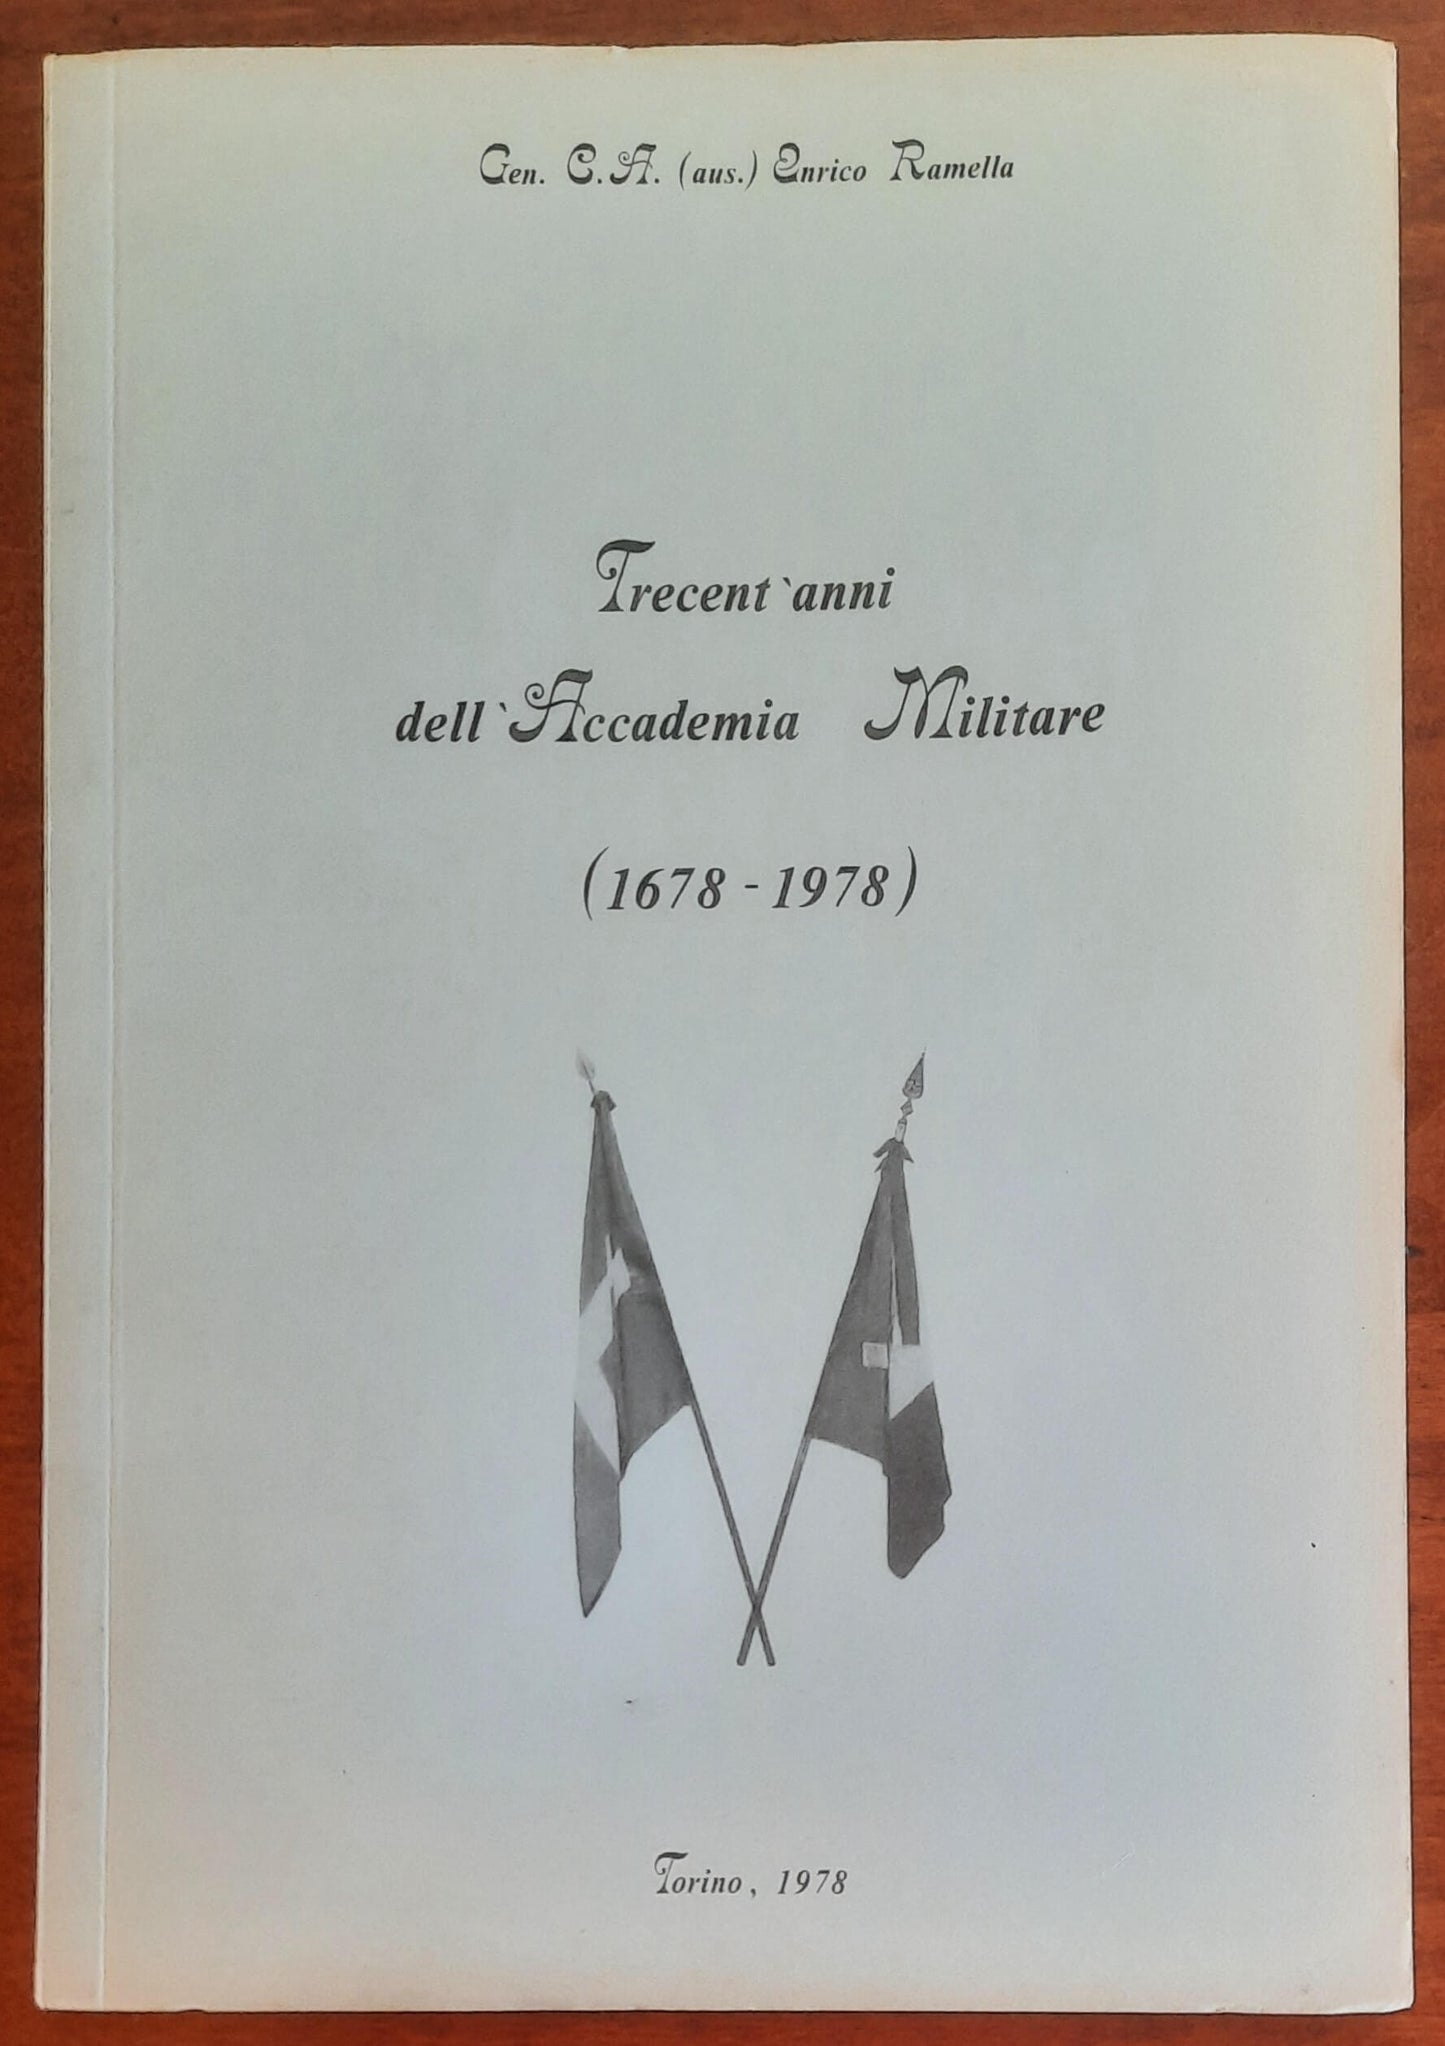 Gen. C.A. (aus.) Enrico Ramella
Trecent`anni
dell`Accademia Militare
(1678-1978)
Torino, 1978